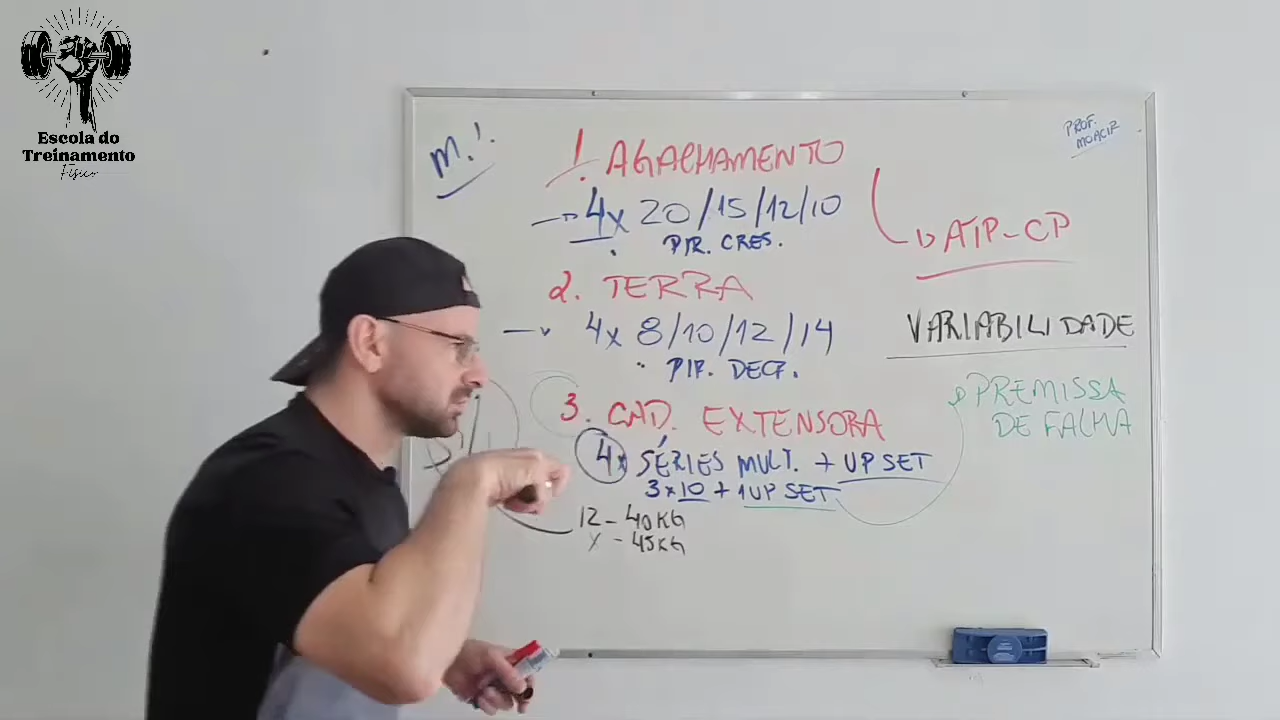 Escola do
Treinamento
Físico
M.I.
PROF.
MOACIR
1. AGACHAMENTO
4x 20/15/12/10
PIR. CRES.
ATP-CP
2. TERRA
4x 8/10/12/14
PIR. DECR.
VARIABILIDADE
PREMISSA
DE FALHA
3. CAD. EXTENSORA
4x SÉRIES MULT. + UP SET
3x10 + 1UP SET
12 - 40KG
X - 45KG